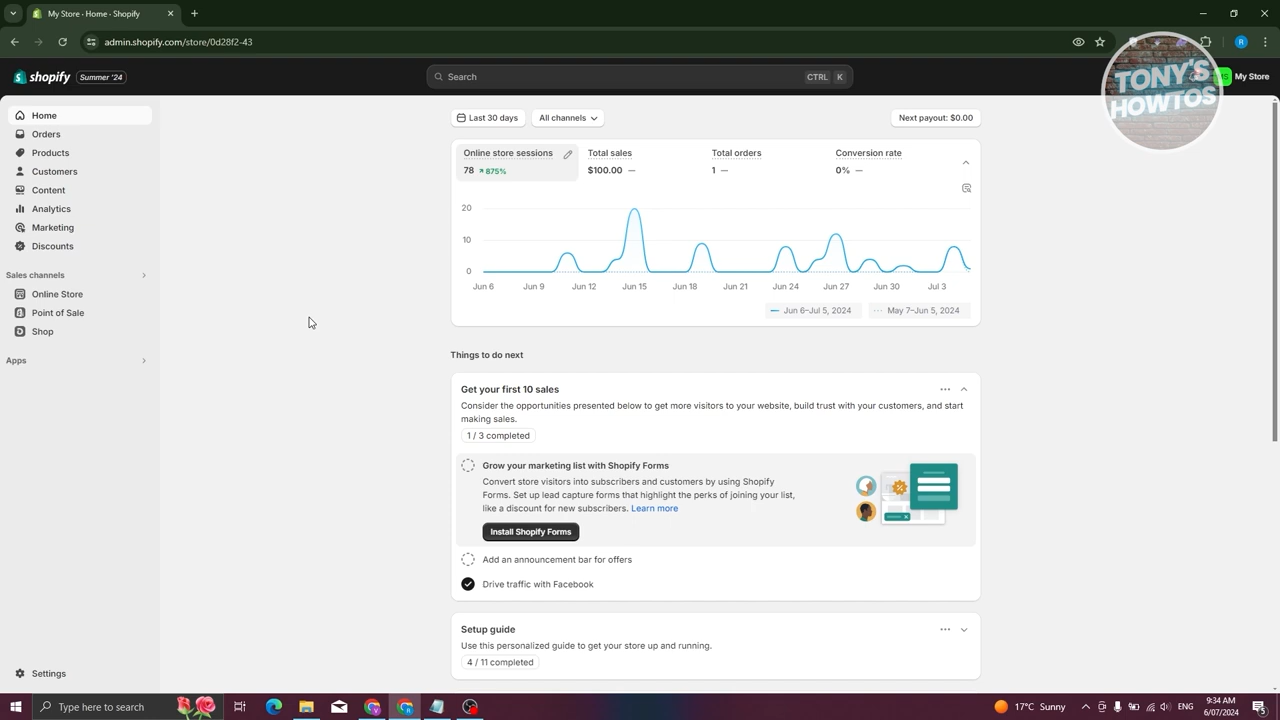 My Store · Home · Shopify
admin.shopify.com/store/0d28f2-43
R
shopify
Summer '24
Search
CTRL K
My Store
TONY'S
HOWTOS
Home
Orders
Products
Customers
Content
Analytics
Marketing
Discounts
Sales channels
Online Store
Point of Sale
Shop
Apps
Settings
Last 30 days
All channels
Next payout: $0.00
Online store sessions
78 875%
Total sales
$100.00 —
Total orders
1 —
Conversion rate
0% —
20
10
0
Jun 6 Jun 9 Jun 12 Jun 15 Jun 18 Jun 21 Jun 24 Jun 27 Jun 30 Jul 3
Jun 6–Jul 5, 2024
May 7–Jun 5, 2024
Things to do next
Get your first 10 sales
Consider the opportunities presented below to get more visitors to your website, build trust with your customers, and start
making sales.
1 / 3 completed
Grow your marketing list with Shopify Forms
Convert store visitors into subscribers and customers by using Shopify
Forms. Set up lead capture forms that highlight the perks of joining your list,
like a discount for new subscribers. Learn more
Install Shopify Forms
Add an announcement bar for offers
Drive traffic with Facebook
Setup guide
Use this personalized guide to get your store up and running.
4 / 11 completed
Type here to search
17°C Sunny
ENG
9:34 AM
6/07/2024